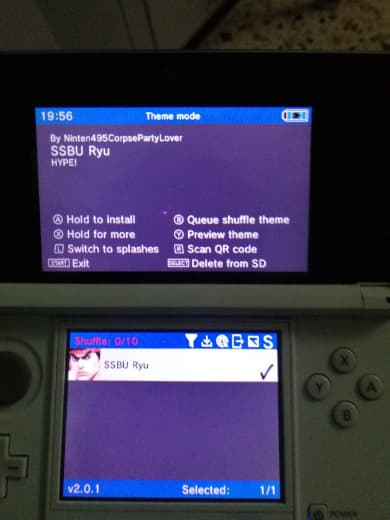 19:56 Theme mode
By Ninten495CorpsePartyLover
SSBU Ryu
HYPE!
A Hold to install B Queue shuffle theme
X Hold for more Y Preview theme
L Switch to splashes R Scan QR code
START Exit SELECT Delete from SD
Shuffle: 0/10 S
SSBU Ryu
v2.0.1 Selected: 1/1
X
Y A
B
POWER